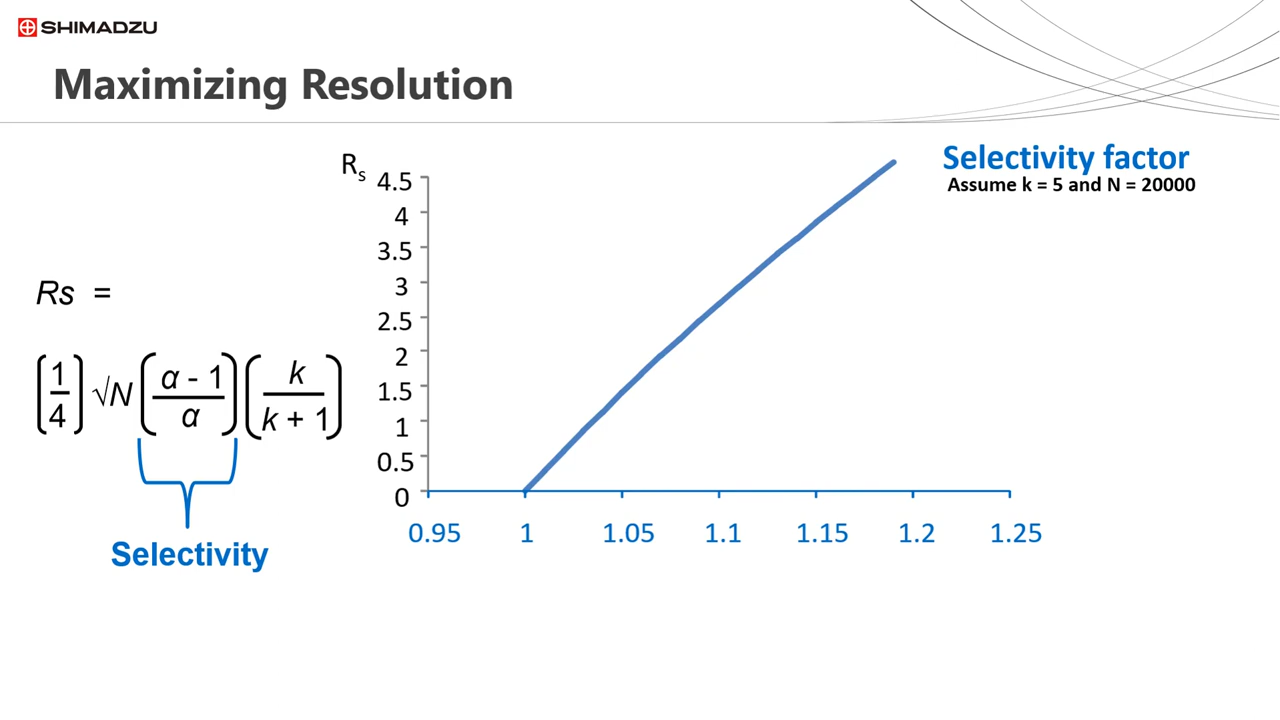 SHIMADZU
Maximizing Resolution
Rs
4.5
4
3.5
3
2.5
2
1.5
1
0.5
0
0.95 1 1.05 1.1 1.15 1.2 1.25
Selectivity factor
Assume k = 5 and N = 20000
Rs =
(1/4) √N (α - 1/α) (k/k + 1)
Selectivity